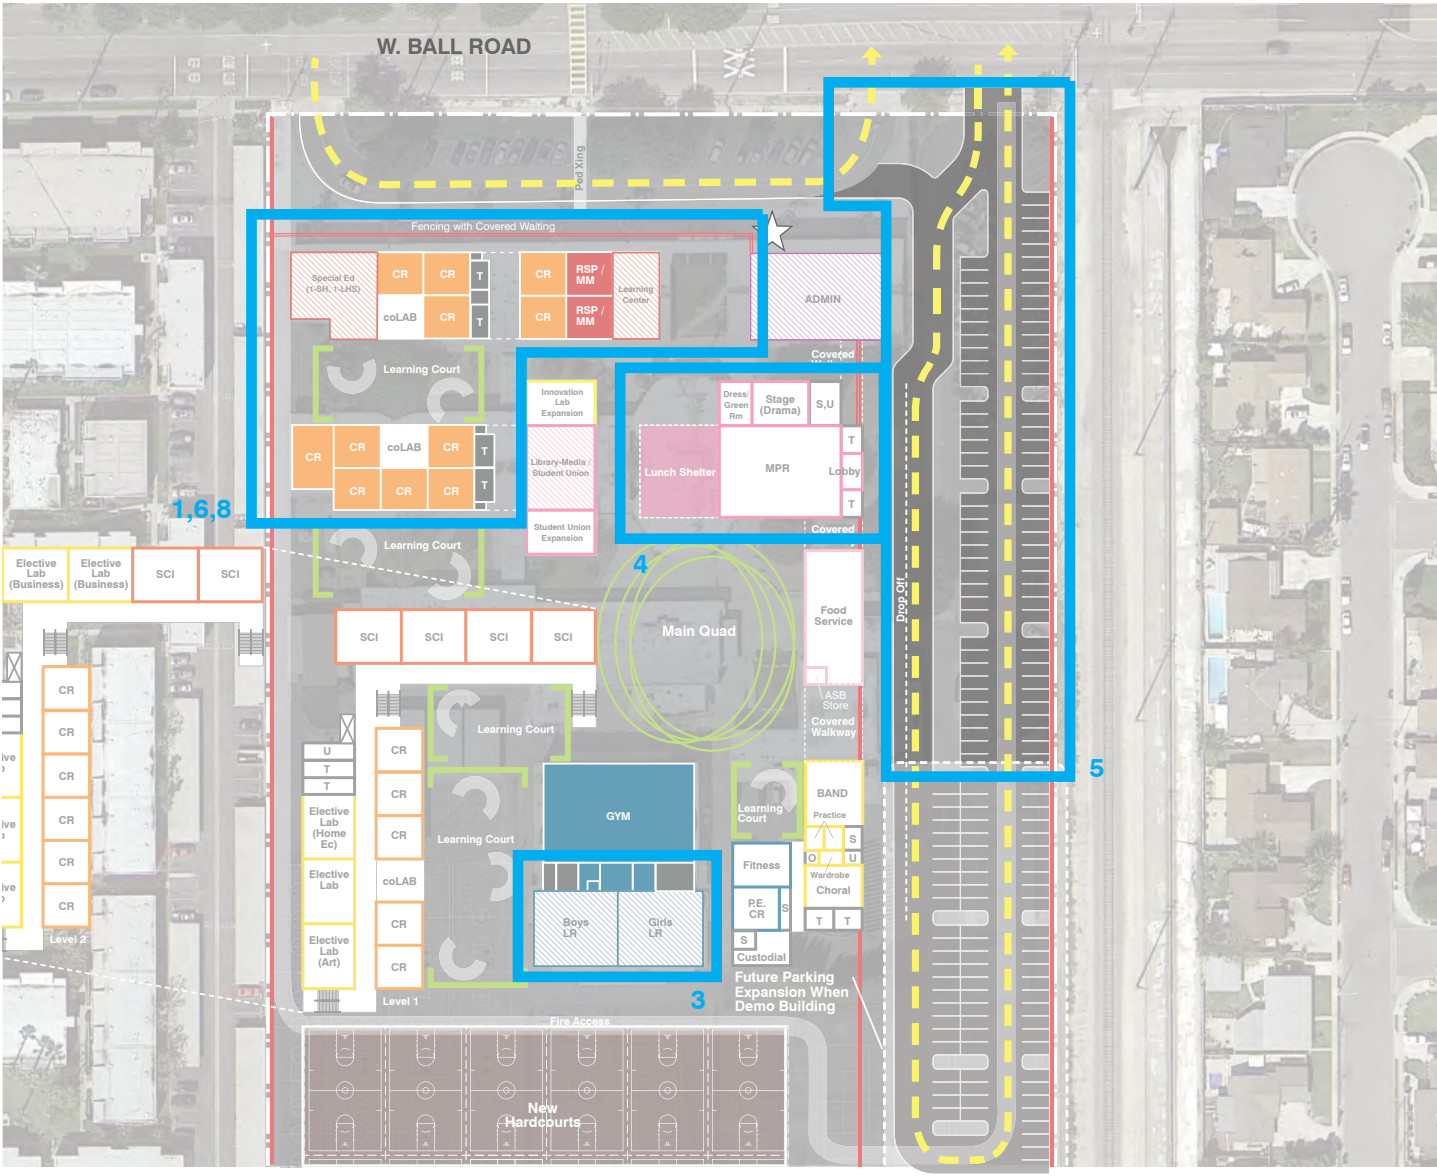 W. BALL ROAD
Ped Xing
Fencing with Covered Waiting
Special Ed
(1-SH, 1-LHS)
CR
CR
T
CR
RSP /
MM
Learning
Center
coLAB
CR
T
CR
RSP /
MM
ADMIN
Covered
Learning Court
Innovation
Lab
Expansion
Dress/
Green
Rm
Stage
(Drama)
S,U
CR
CR
coLAB
CR
T
CR
CR
CR
T
Library-Media /
Student Union
Lunch Shelter
MPR
T
Lobby
T
1,6,8
Student Union
Expansion
Covered
Learning Court
4
Elective
Lab
(Business)
Elective
Lab
(Business)
SCI
SCI
Drop Off
Food
Service
SCI
SCI
SCI
SCI
Main Quad
ASB
Store
Covered
Walkway
Learning Court
CR
CR
CR
CR
CR
CR
U
T
T
CR
CR
CR
5
BAND
Practice
GYM
Learning
Court
Learning Court
S
O
U
Elective
Lab
(Home
Ec)
Fitness
Wardrobe
Choral
Elective
Lab
coLAB
P.E.
CR
S
T
T
Boys
LR
Girls
LR
CR
Elective
Lab
(Art)
CR
S
Custodial
Level 2
Level 1
3
Future Parking
Expansion When
Demo Building
Fire Access
New
Hardcourts